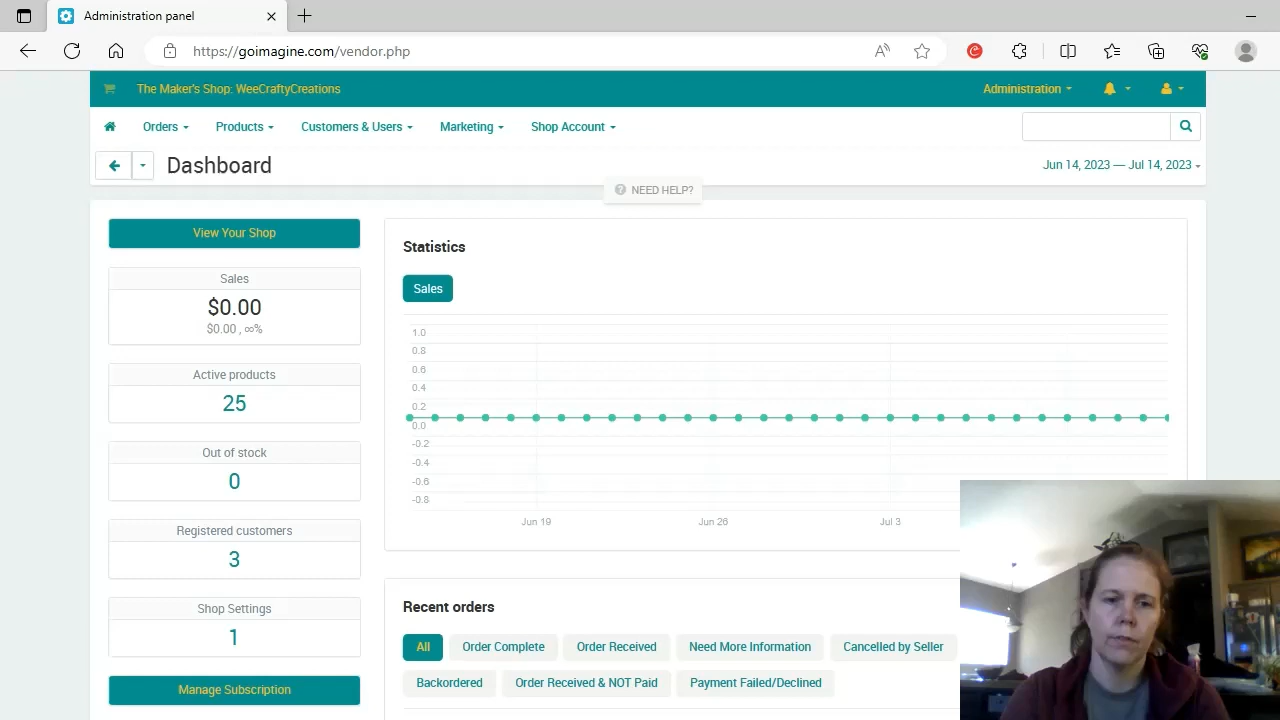 Administration panel
https://goimagine.com/vendor.php
The Maker's Shop: WeeCraftyCreations
Administration
Orders Products Customers & Users Marketing Shop Account
Dashboard
Jun 14, 2023 — Jul 14, 2023
NEED HELP?
View Your Shop
Sales
$0.00
$0.00 , ∞%
Active products
25
Out of stock
0
Registered customers
3
Shop Settings
1
Manage Subscription
Statistics
Sales
1.0
0.8
0.6
0.4
0.2
0.0
-0.2
-0.4
-0.6
-0.8
Jun 19 Jun 26 Jul 3
Recent orders
All Order Complete Order Received Need More Information Cancelled by Seller
Backordered Order Received & NOT Paid Payment Failed/Declined